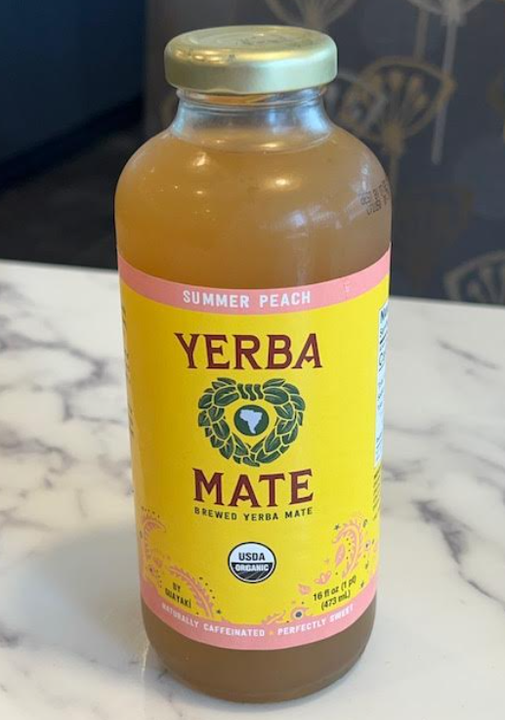 SUMMER PEACH
YERBA
MATE
BREWED YERBA MATE
USDA
ORGANIC
BY
GUAYAKÍ
16 fl oz (1 pt)
(473 mL)
NATURALLY CAFFEINATED • PERFECTLY SWEET